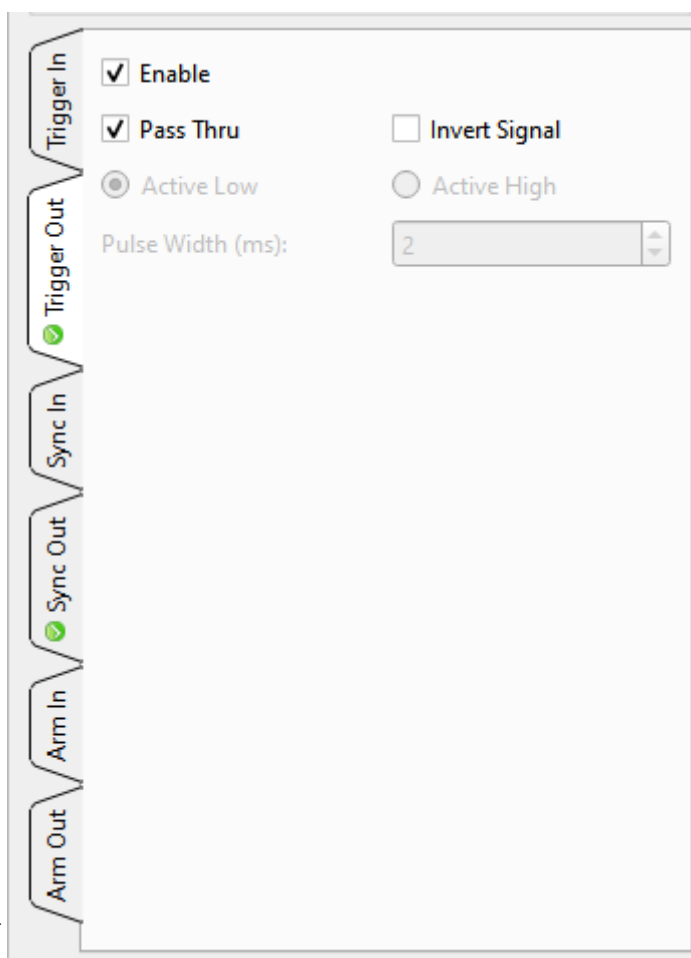 Trigger In
Trigger Out
Sync In
Sync Out
Arm In
Arm Out
Enable
Pass Thru Invert Signal
Active Low Active High
Pulse Width (ms): 2